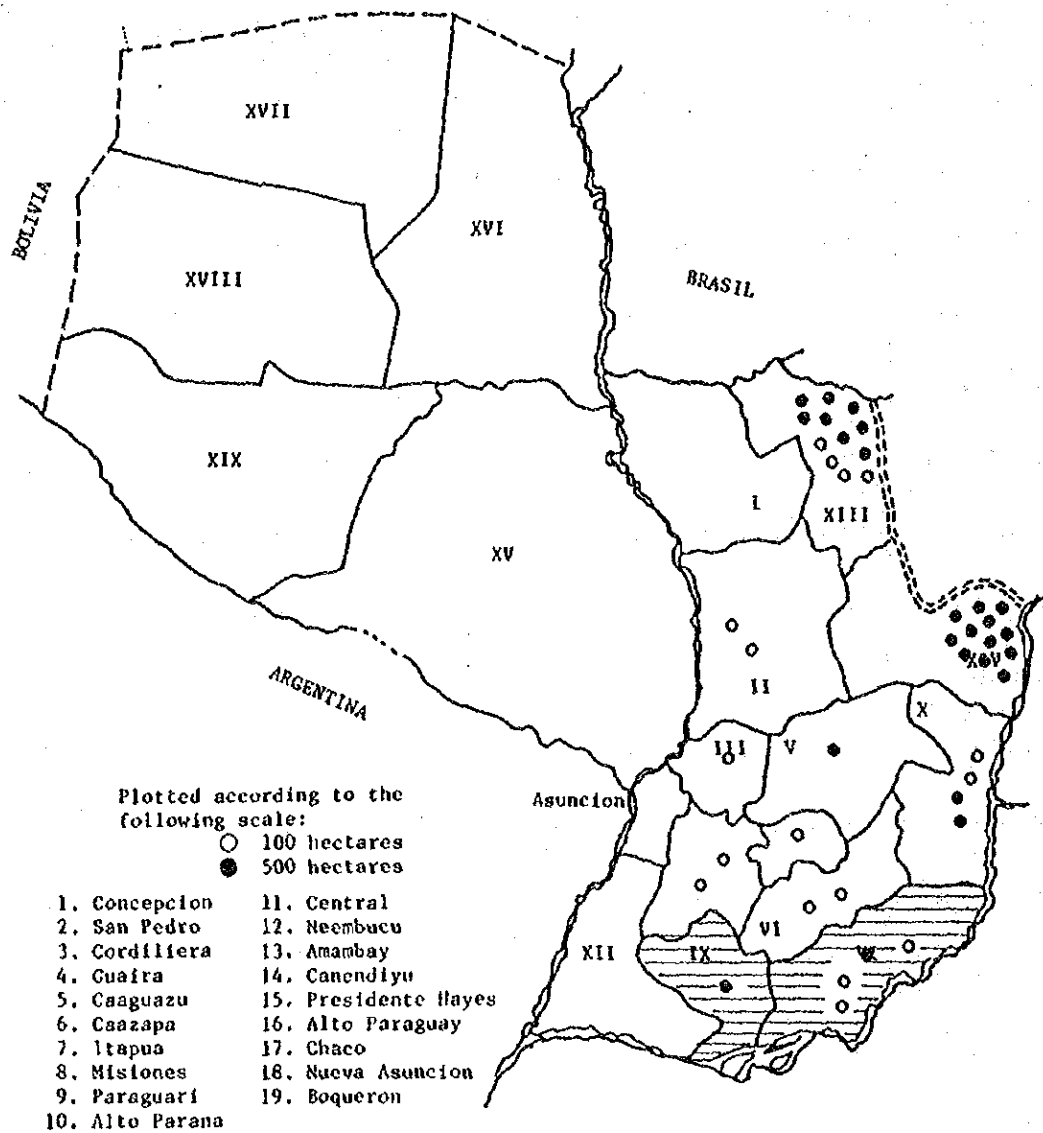 XVII
BOLIVIA
XVI
XVIII
BRASIL
XIX
I
XIII
XV
ARGENTINA
II
X
III
V
Asuncion
Plotted according to the
following scale:
100 hectares
500 hectares
XII
VI
IX
1. Concepcion
2. San Pedro
3. Cordiliera
4. Guaira
5. Caaguazu
6. Caazapa
7. Itapua
8. Misiones
9. Paraguari
10. Alto Parana
11. Central
12. Neembucu
13. Amambay
14. Canendiyu
15. Presidente Hayes
16. Alto Paraguay
17. Chaco
18. Nueva Asuncion
19. Boqueron